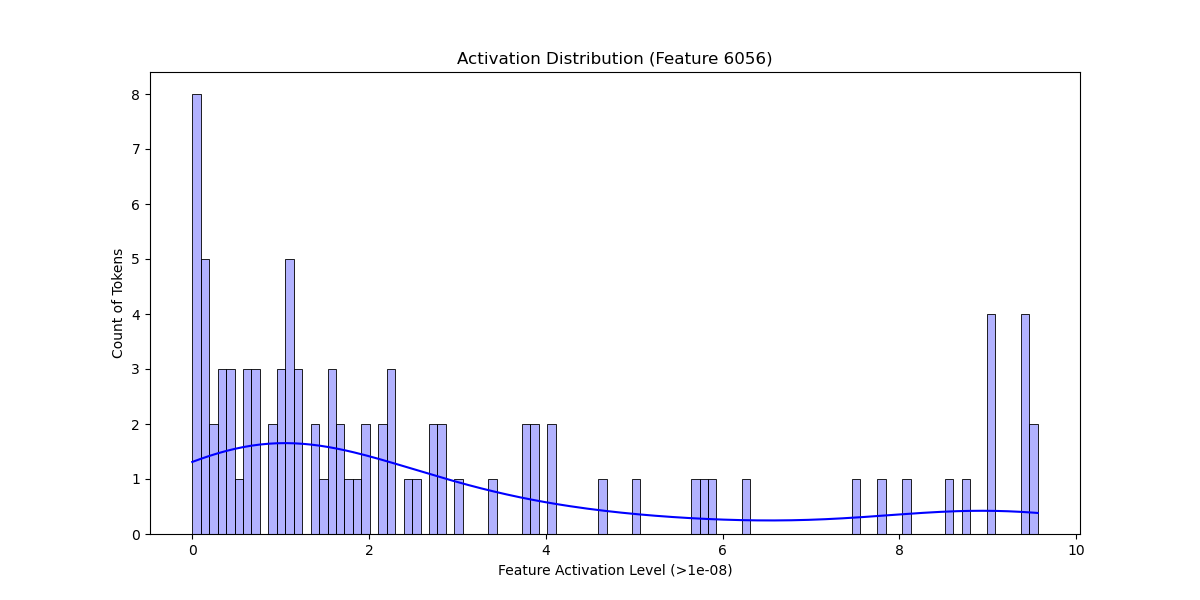 Activation Distribution (Feature 6056)
8
7
6
5
4
3
2
1
0
Count of Tokens
0 2 4 6 8 10
Feature Activation Level (>1e-08)